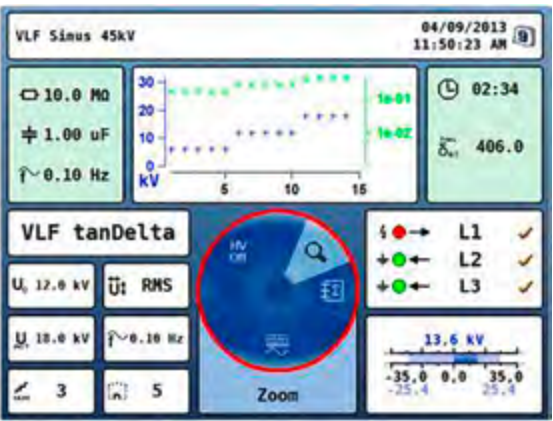 VLF Sinus 45kV
04/09/2013
11:50:23 AM
10.0 MΩ
1.00 uF
0.10 Hz
30
20
10
0
kV
5
10
15
1e-01
1e-02
02:34
406.0
VLF tanDelta
U₀ 12.0 kV
Ü: RMS
18.0 kV
0.10 Hz
3
5
HV
Off
Zoom
L1
L2
L3
13.6 kV
-35.0 0.0 35.0
-25.4 25.4